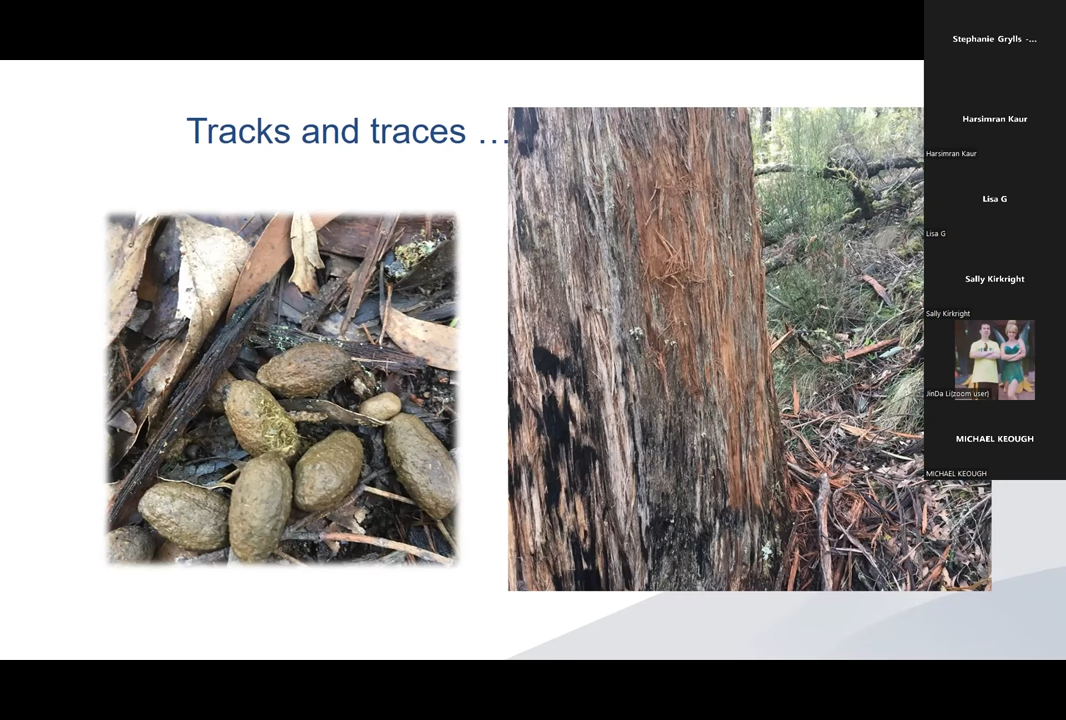 Tracks and traces …
Stephanie Grylls -...
Harsimran Kaur
Harsimran Kaur
Lisa G
Lisa G
Sally Kirkright
Sally Kirkright
JinDa Li(zoom user)
MICHAEL KEOUGH
MICHAEL KEOUGH